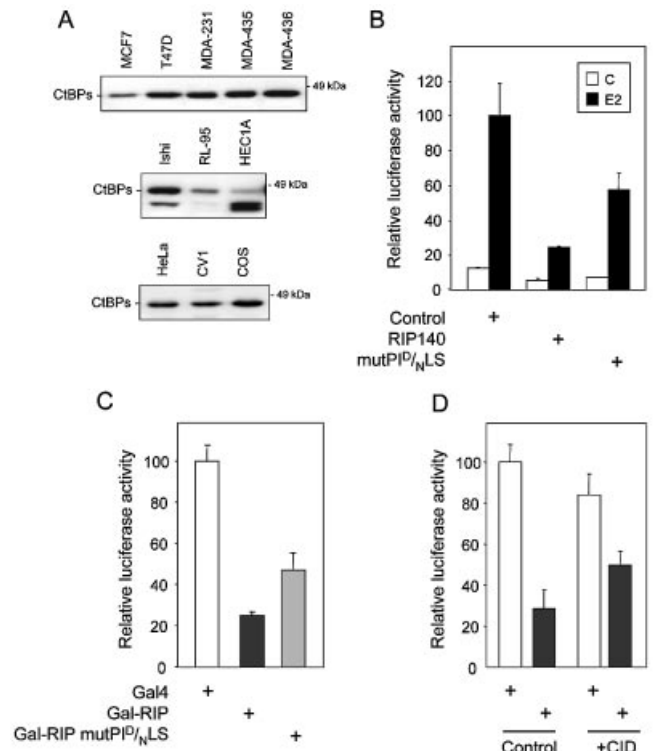 A
MCF7
T47D
MDA-231
MDA-435
MDA-436
CtBPs
- 49 kDa
Ishi
RL-95
HEC1A
CtBPs
- 49 kDa
HeLa
CV1
COS
CtBPs
- 49 kDa
B
Relative luciferase activity
120
100
80
60
40
20
0
C
E2
Control +
RIP140 +
mutPIᴰ/ₙLS +
C
Relative luciferase activity
100
80
60
40
20
0
Gal4 +
Gal-RIP +
Gal-RIP mutPIᴰ/ₙLS +
D
Relative luciferase activity
100
80
60
40
20
0
+ +
+ +
Control +CID